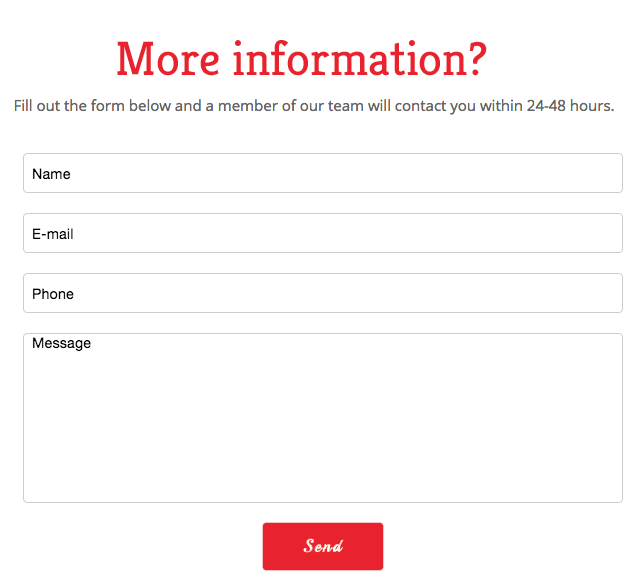 More information?
Fill out the form below and a member of our team will contact you within 24-48 hours.
Name
E-mail
Phone
Message
Send